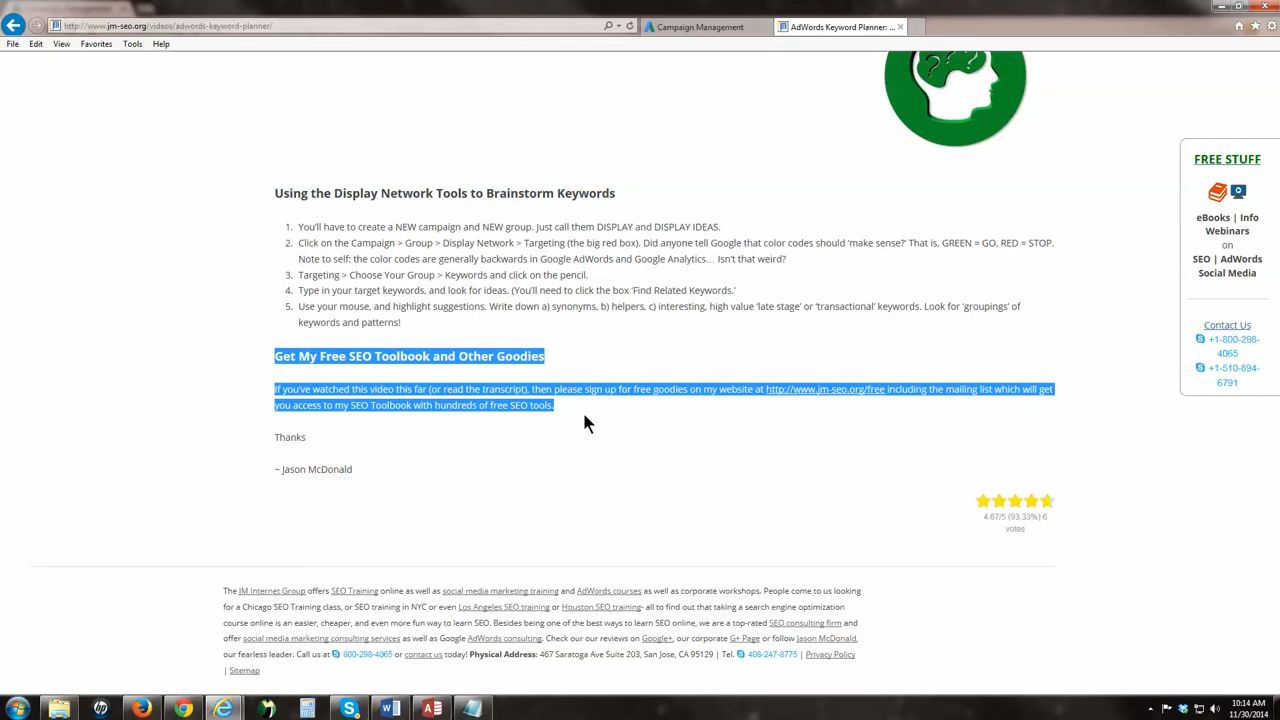 http://www.jm-seo.org/videos/adwords-keyword-planner/
Campaign Management
AdWords Keyword Planner: ...
File Edit View Favorites Tools Help
? ?
FREE STUFF
eBooks | Info
Webinars
on
SEO | AdWords
Social Media
Contact Us
+1-800-298-
4065
+1-510-894-
6791
Using the Display Network Tools to Brainstorm Keywords
1. You'll have to create a NEW campaign and NEW group. Just call them DISPLAY and DISPLAY IDEAS.
2. Click on the Campaign > Group > Display Network > Targeting (the big red box). Did anyone tell Google that color codes should 'make sense?' That is, GREEN = GO, RED = STOP.
Note to self: the color codes are generally backwards in Google AdWords and Google Analytics… Isn't that weird?
3. Targeting > Choose Your Group > Keywords and click on the pencil.
4. Type in your target keywords, and look for ideas. (You'll need to click the box 'Find Related Keywords.'
5. Use your mouse, and highlight suggestions. Write down a) synonyms, b) helpers, c) interesting, high value 'late stage' or 'transactional' keywords. Look for 'groupings' of
keywords and patterns!
Get My Free SEO Toolbook and Other Goodies
If you've watched this video this far (or read the transcript), then please sign up for free goodies on my website at http://www.jm-seo.org/free including the mailing list which will get
you access to my SEO Toolbook with hundreds of free SEO tools.
Thanks
~ Jason McDonald
4.67/5 (93.33%) 6
votes
The JM Internet Group offers SEO Training online as well as social media marketing training and AdWords courses as well as corporate workshops. People come to us looking
for a Chicago SEO Training class, or SEO training in NYC or even Los Angeles SEO training or Houston SEO training- all to find out that taking a search engine optimization
course online is an easier, cheaper, and even more fun way to learn SEO. Besides being one of the best ways to learn SEO online, we are a top-rated SEO consulting firm and
offer social media marketing consulting services as well as Google AdWords consulting. Check our our reviews on Google+, our corporate G+ Page or follow Jason McDonald,
our fearless leader. Call us at 800-298-4065 or contact us today! Physical Address: 467 Saratoga Ave Suite 203, San Jose, CA 95129 | Tel. 408-247-8775 | Privacy Policy
| Sitemap
10:14 AM
11/30/2014